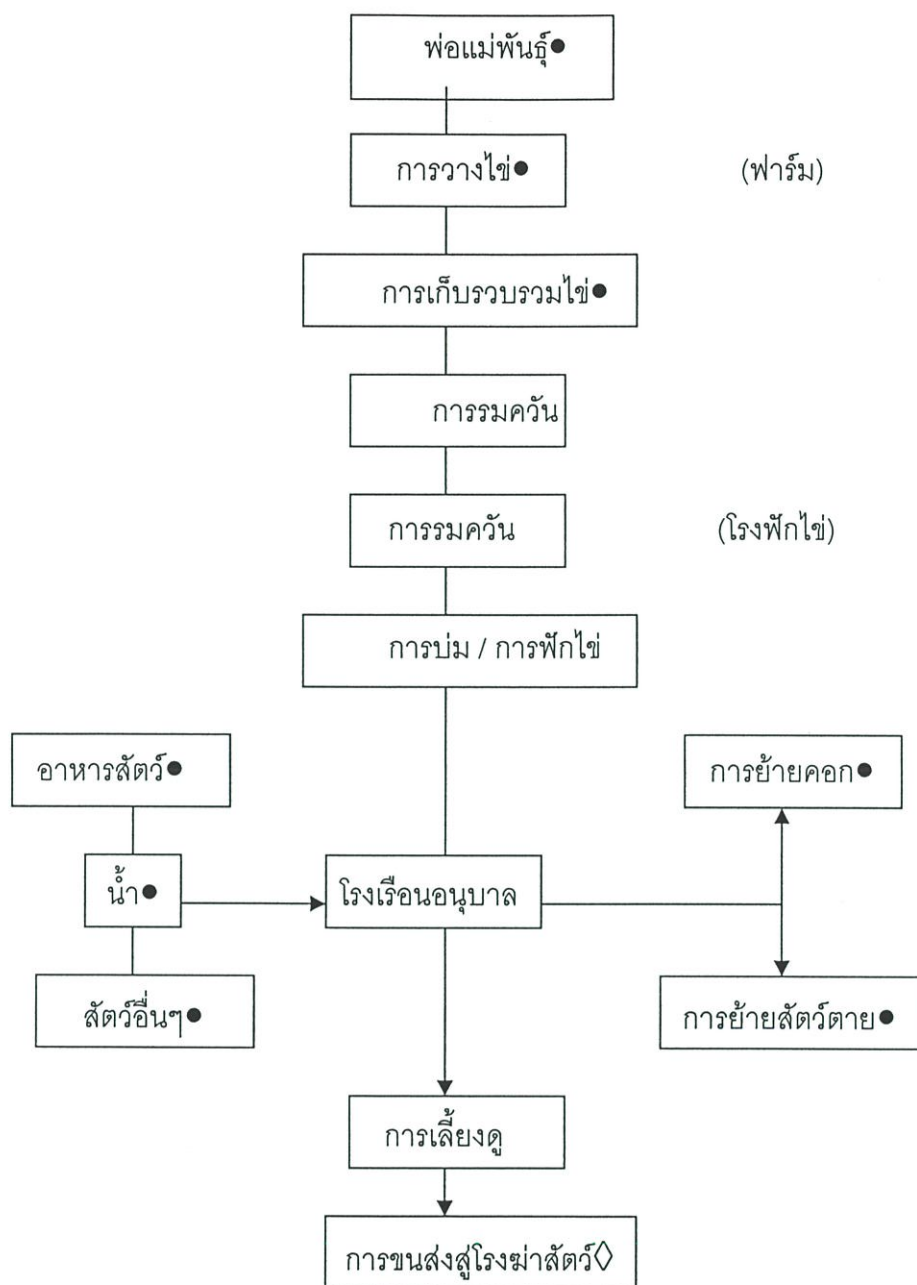 พ่อแม่พันธุ์●
การวางไข่●
(ฟาร์ม)
การเก็บรวบรวมไข่●
การรมควัน
การรมควัน
(โรงฟักไข่)
การบ่ม / การฟักไข่
อาหารสัตว์●
การย้ายคอก●
น้ำ●
โรงเรือนอนุบาล
สัตว์อื่นๆ●
การย้ายสัตว์ตาย●
การเลี้ยงดู
การขนส่งสู่โรงฆ่าสัตว์◇